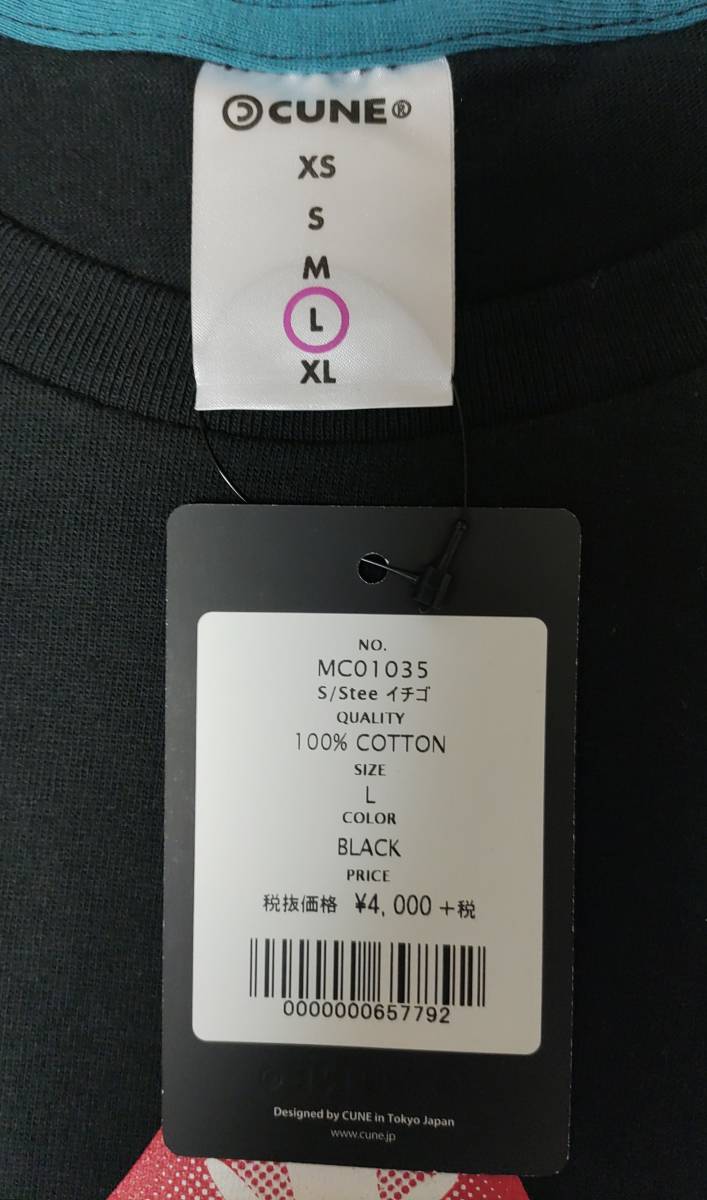 CUNE®
XS
S
M
L
XL
NO.
MC01035
S/Stee イチゴ
QUALITY
100% COTTON
SIZE
L
COLOR
BLACK
PRICE
税抜価格 ¥4,000 +税
0000000657792
Designed by CUNE in Tokyo Japan
www.cune.jp